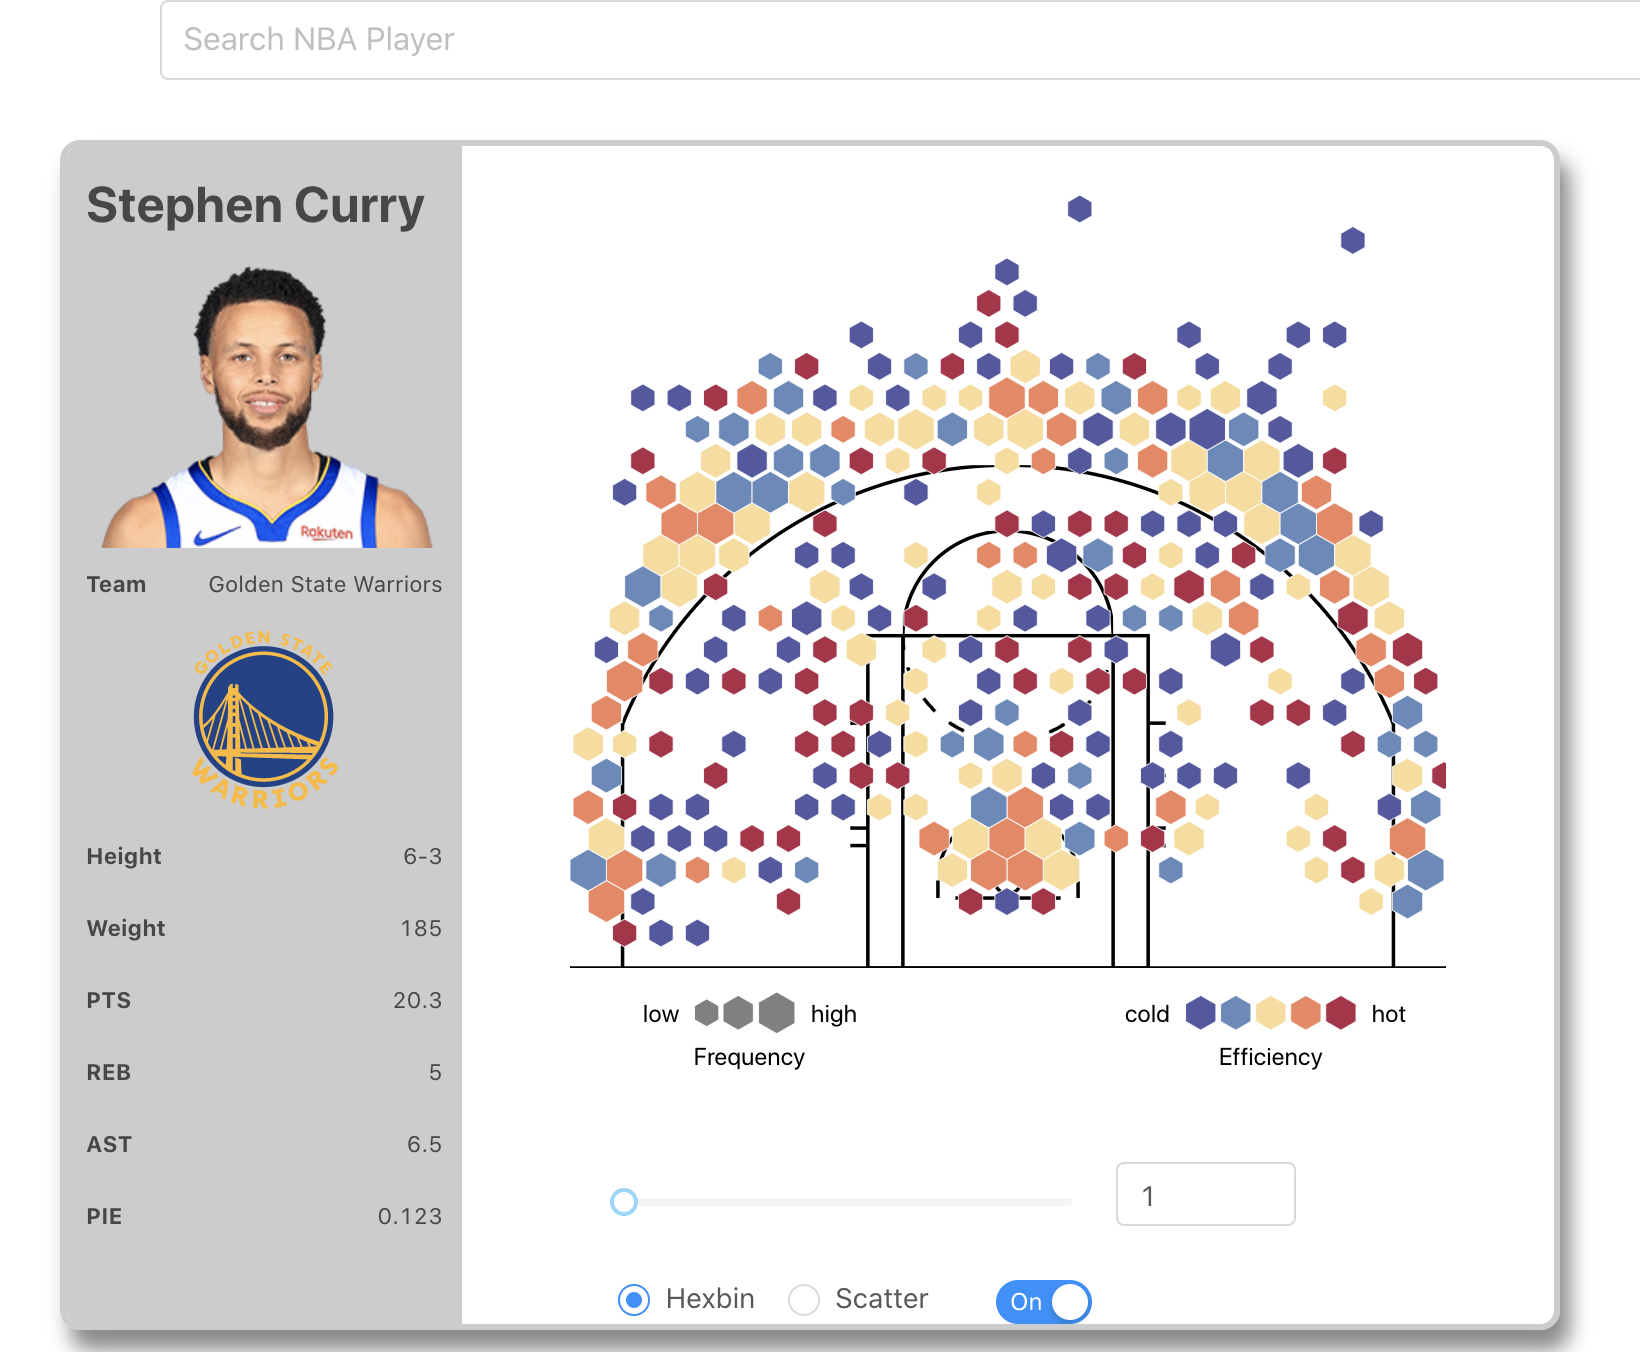 Search NBA Player
Stephen Curry
Rakuten
Team Golden State Warriors
GOLDEN STATE
WARRIORS
Height 6-3
Weight 185
PTS 20.3
REB 5
AST 6.5
PIE 0.123
low high
Frequency
cold hot
Efficiency
1
Hexbin Scatter On